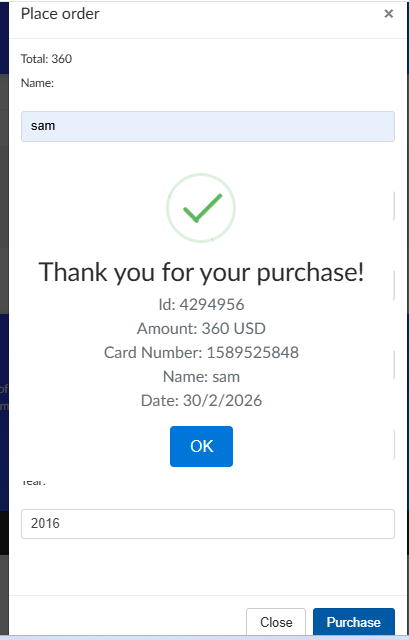 Place order ×
Total: 360
Name:
sam
Thank you for your purchase!
Id: 4294956
Amount: 360 USD
Card Number: 1589525848
Name: sam
Date: 30/2/2026
OK
Year:
2016
Close Purchase